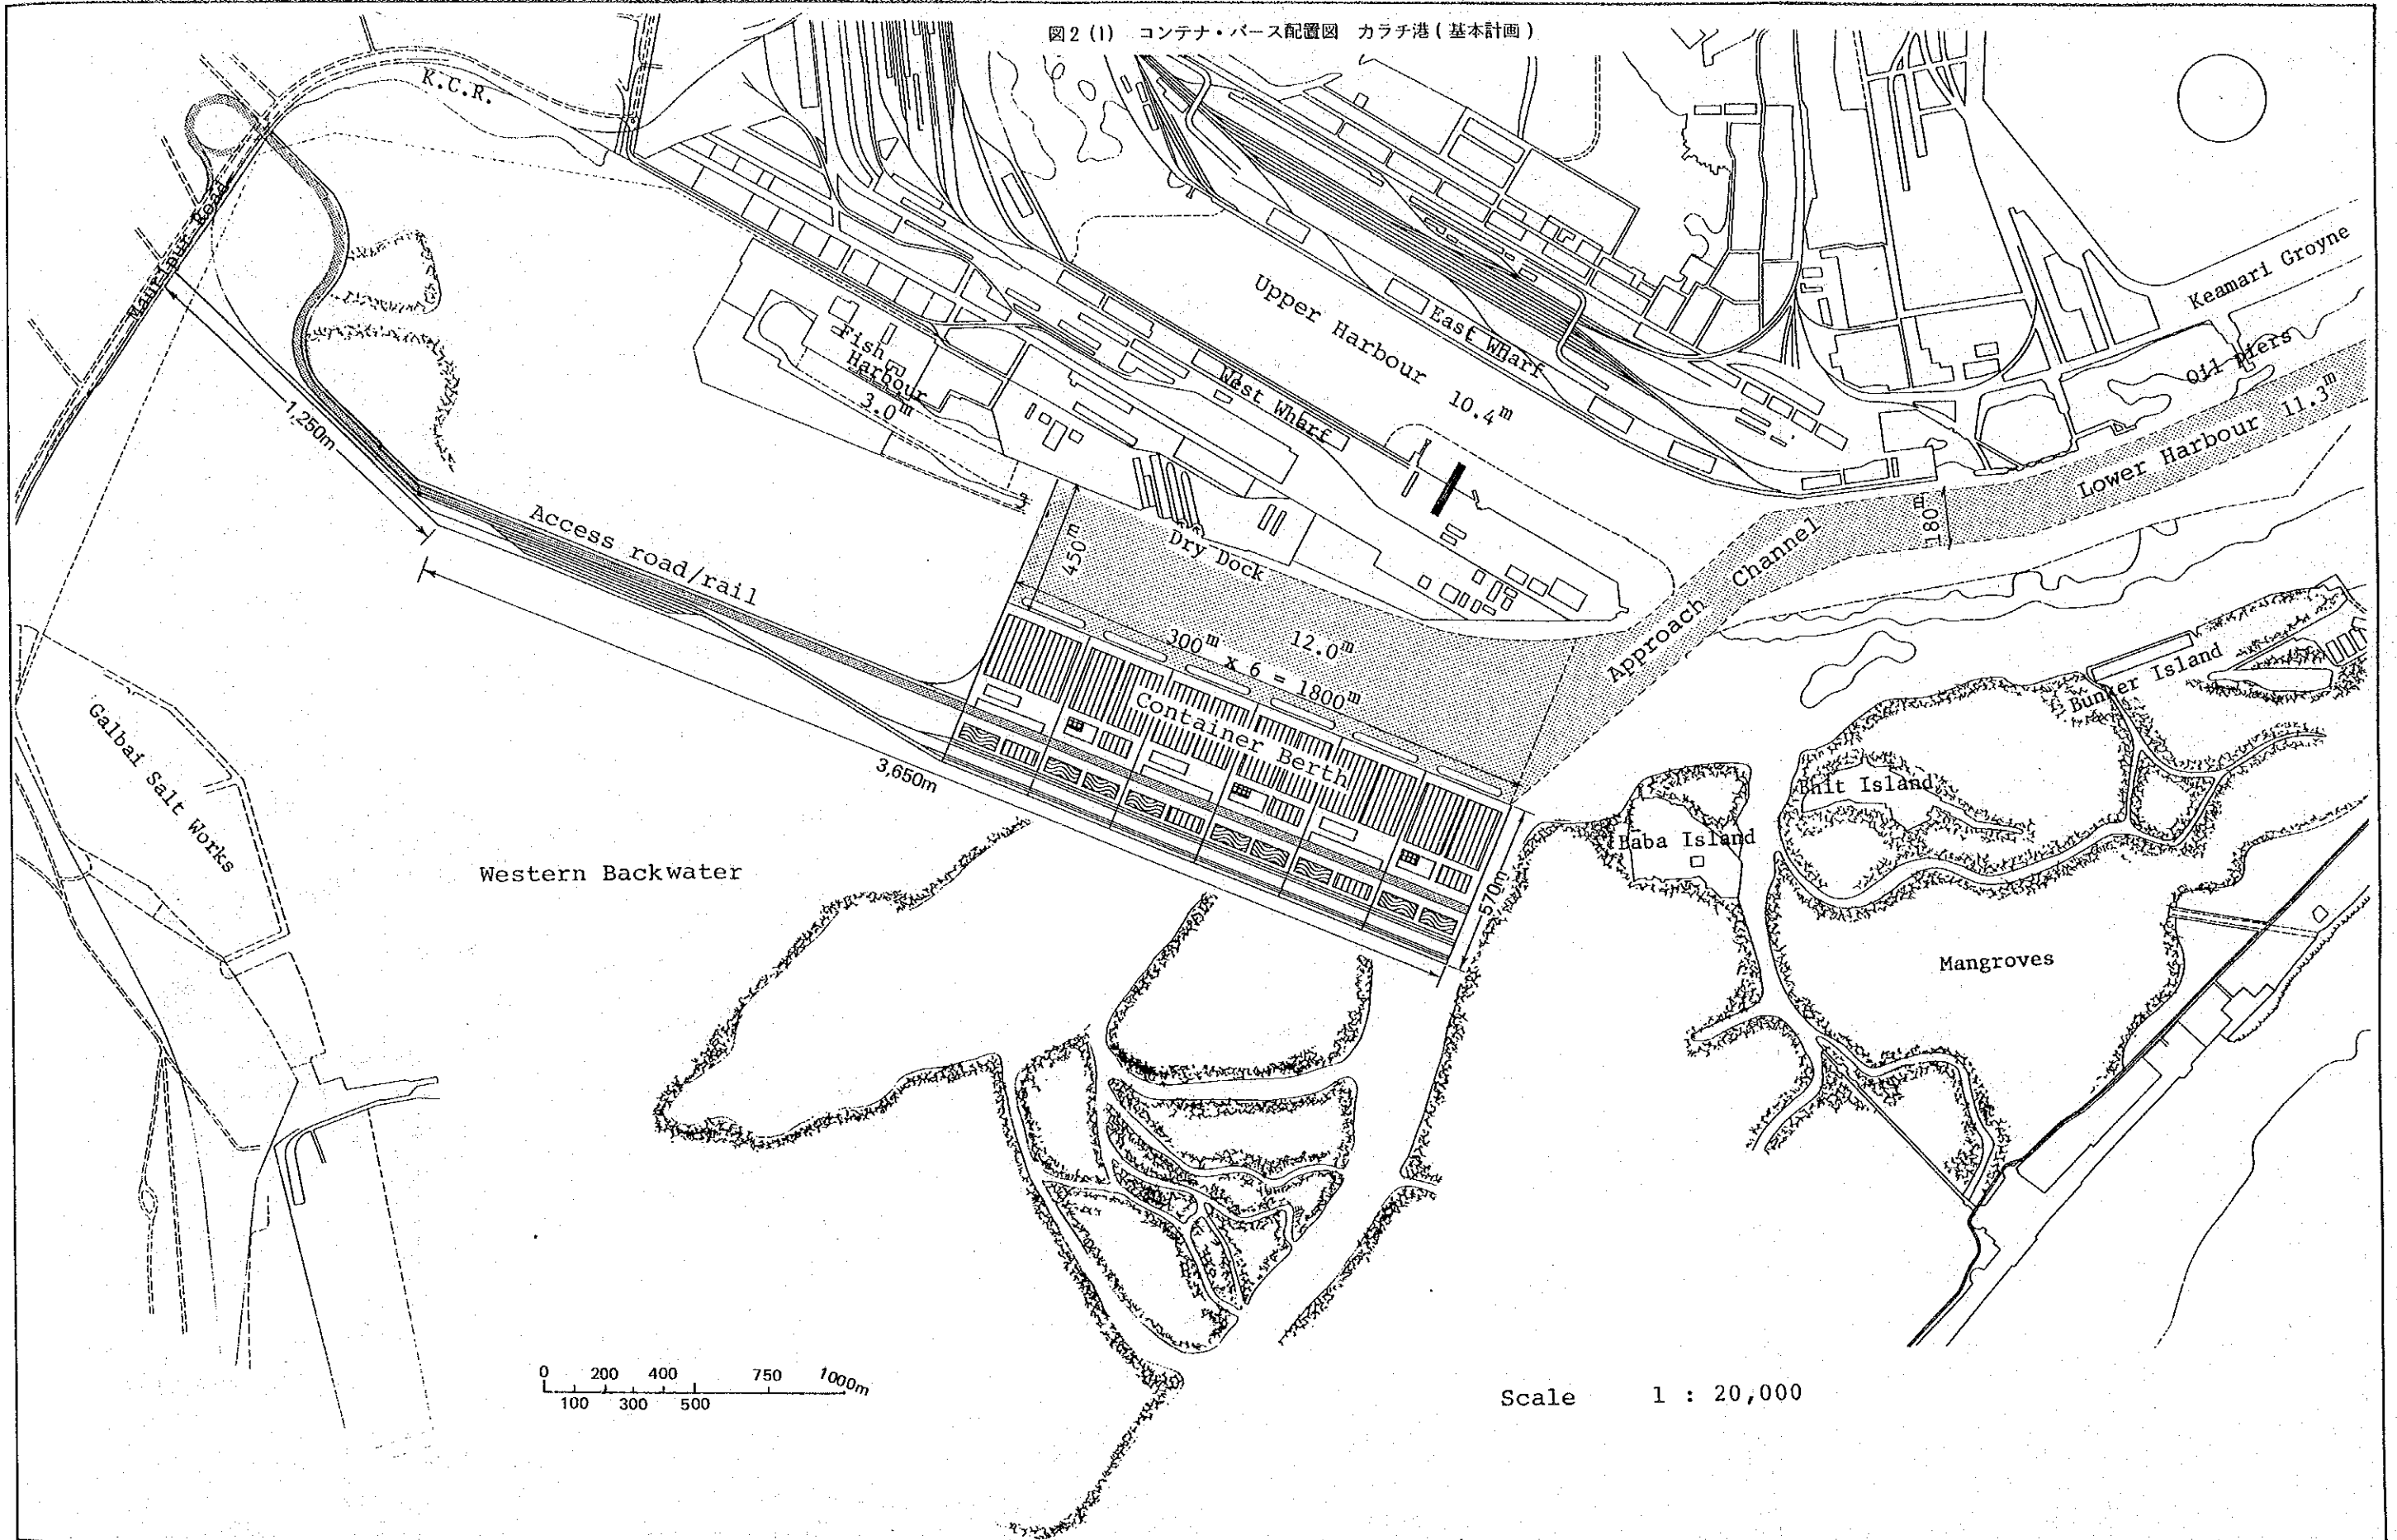 図2 (1) コンテナ・バース配置図 カラチ港 ( 基本計画 )
K.C.R.
Mauripur Road
1,250m
Access road/rail
Fish
Harbour
3.0m
Upper Harbour 10.4m
East Wharf
West Wharf
Keamari Groyne
Oil piers
Lower Harbour 11.3m
180m
Approach Channel
Dry Dock
450m
12.0m
300m x 6 = 1800m
Container Berth
3,650m
570m
Galbai Salt Works
Western Backwater
Bunker Island
Bhit Island
Baba Island
Mangroves
0 200 400 750 1000m
100 300 500
Scale 1 : 20,000